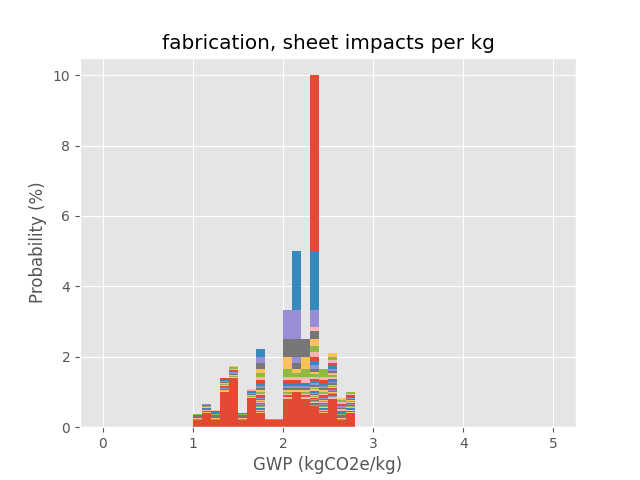 fabrication, sheet impacts per kg
10
8
6
4
2
0
Probability (%)
0 1 2 3 4 5
GWP (kgCO2e/kg)